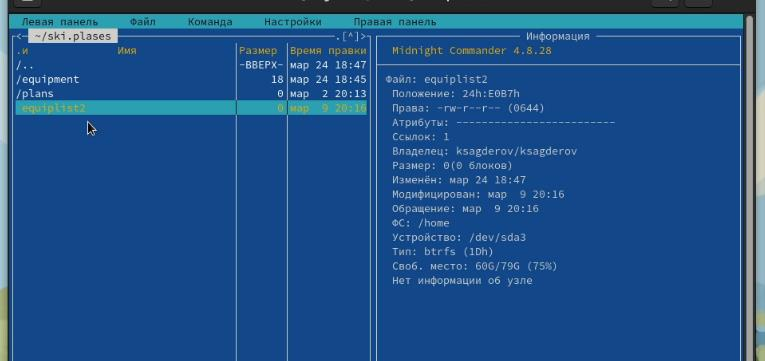 Левая панель Файл Команда Настройки Правая панель
<─ ~/ski.plases .[^]>
.и Имя Размер Время правки
/.. -ВВЕРХ- мар 24 18:47
/equipment 18 мар 24 18:45
/plans 0 мар 2 20:13
equiplist2 0 мар 9 20:16
Информация
Midnight Commander 4.8.28
Файл: equiplist2
Положение: 24h:E0B7h
Права: -rw-r--r-- (0644)
Атрибуты: ------------------------
Ссылок: 1
Владелец: ksagderov/ksagderov
Размер: 0(0 блоков)
Изменён: мар 24 18:47
Модифицирован: мар 9 20:16
Обращение: мар 9 20:16
ФС: /home
Устройство: /dev/sda3
Тип: btrfs (1Dh)
Своб. место: 60G/79G (75%)
Нет информации об узле